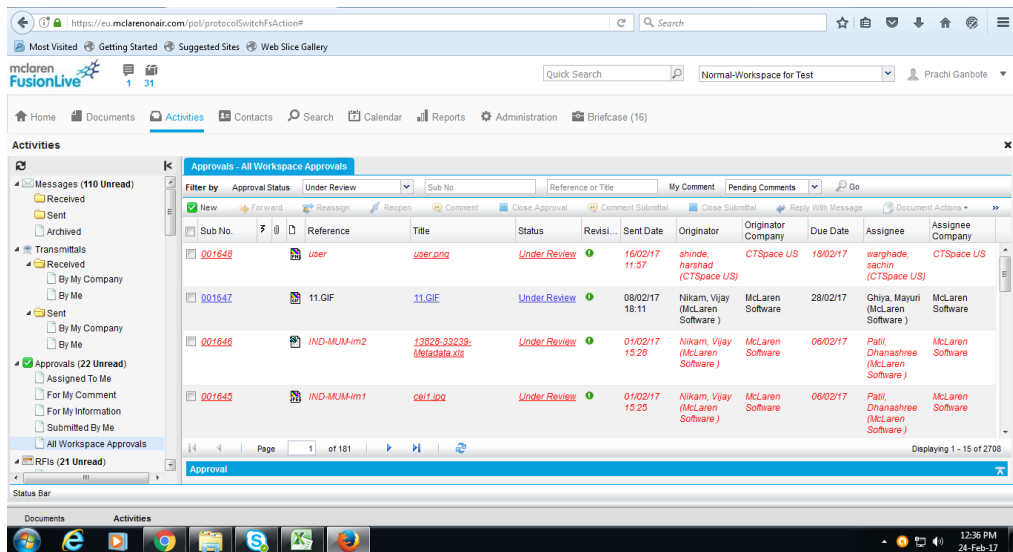 https://eu.mclarenonair.com/pol/protocolSwitchFsAction#
Search
Most Visited Getting Started Suggested Sites Web Slice Gallery
mclaren
FusionLive
1 31
Quick Search
Normal-Workspace for Test
Prachi Ganbote
Home Documents Activities Contacts Search Calendar Reports Administration Briefcase (16)
Activities
Approvals - All Workspace Approvals
Messages (110 Unread)
Received
Sent
Archived
Transmittals
Received
By My Company
By Me
Sent
By My Company
By Me
Approvals (22 Unread)
Assigned To Me
For My Comment
For My Information
Submitted By Me
All Workspace Approvals
RFIs (21 Unread)
Filter by Approval Status Under Review Sub No. Reference or Title My Comment Pending Comments Go
New Forward Reassign Reopen Comment Close Approval Comment Submittal Close Submittal Reply With Message Document Actions »
Sub No. Reference Title Status Revisi... Sent Date Originator Originator Company Due Date Assignee Assignee Company
001648 user user.png Under Review 16/02/17 11:57 shinde, harshad (CTSpace US) CTSpace US 18/02/17 warghade, sachin (CTSpace US) CTSpace US
001647 11.GIF 11.GIF Under Review 08/02/17 18:11 Nikam, Vijay (McLaren Software ) McLaren Software 28/02/17 Ghiya, Mayuri (McLaren Software ) McLaren Software
001646 IND-MUM-im2 13828-33239-Metadata.xls Under Review 01/02/17 15:28 Nikam, Vijay (McLaren Software ) McLaren Software 06/02/17 Patil, Dhanashree (McLaren Software ) McLaren Software
001645 IND-MUM-im1 cei1.jpg Under Review 01/02/17 15:25 Nikam, Vijay (McLaren Software ) McLaren Software 06/02/17 Patil, Dhanashree (McLaren Software ) McLaren Software
Page 1 of 181 Displaying 1 - 15 of 2708
Approval
Status Bar
Documents Activities
12:36 PM
24-Feb-17